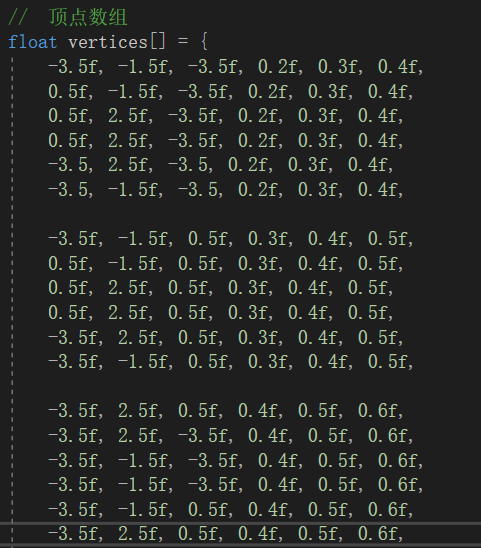 // 顶点数组
float vertices[] = {
-3.5f, -1.5f, -3.5f, 0.2f, 0.3f, 0.4f,
0.5f, -1.5f, -3.5f, 0.2f, 0.3f, 0.4f,
0.5f, 2.5f, -3.5f, 0.2f, 0.3f, 0.4f,
0.5f, 2.5f, -3.5f, 0.2f, 0.3f, 0.4f,
-3.5, 2.5f, -3.5, 0.2f, 0.3f, 0.4f,
-3.5, -1.5f, -3.5, 0.2f, 0.3f, 0.4f,
-3.5f, -1.5f, 0.5f, 0.3f, 0.4f, 0.5f,
0.5f, -1.5f, 0.5f, 0.3f, 0.4f, 0.5f,
0.5f, 2.5f, 0.5f, 0.3f, 0.4f, 0.5f,
0.5f, 2.5f, 0.5f, 0.3f, 0.4f, 0.5f,
-3.5f, 2.5f, 0.5f, 0.3f, 0.4f, 0.5f,
-3.5f, -1.5f, 0.5f, 0.3f, 0.4f, 0.5f,
-3.5f, 2.5f, 0.5f, 0.4f, 0.5f, 0.6f,
-3.5f, 2.5f, -3.5f, 0.4f, 0.5f, 0.6f,
-3.5f, -1.5f, -3.5f, 0.4f, 0.5f, 0.6f,
-3.5f, -1.5f, -3.5f, 0.4f, 0.5f, 0.6f,
-3.5f, -1.5f, 0.5f, 0.4f, 0.5f, 0.6f,
-3.5f, 2.5f, 0.5f, 0.4f, 0.5f, 0.6f,